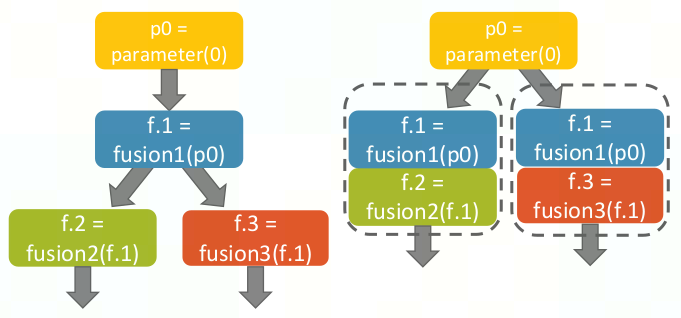 p0 =
parameter(0)
f.1 =
fusion1(p0)
f.2 =
fusion2(f.1)
f.3 =
fusion3(f.1)
p0 =
parameter(0)
f.1 =
fusion1(p0)
f.2 =
fusion2(f.1)
f.1 =
fusion1(p0)
f.3 =
fusion3(f.1)